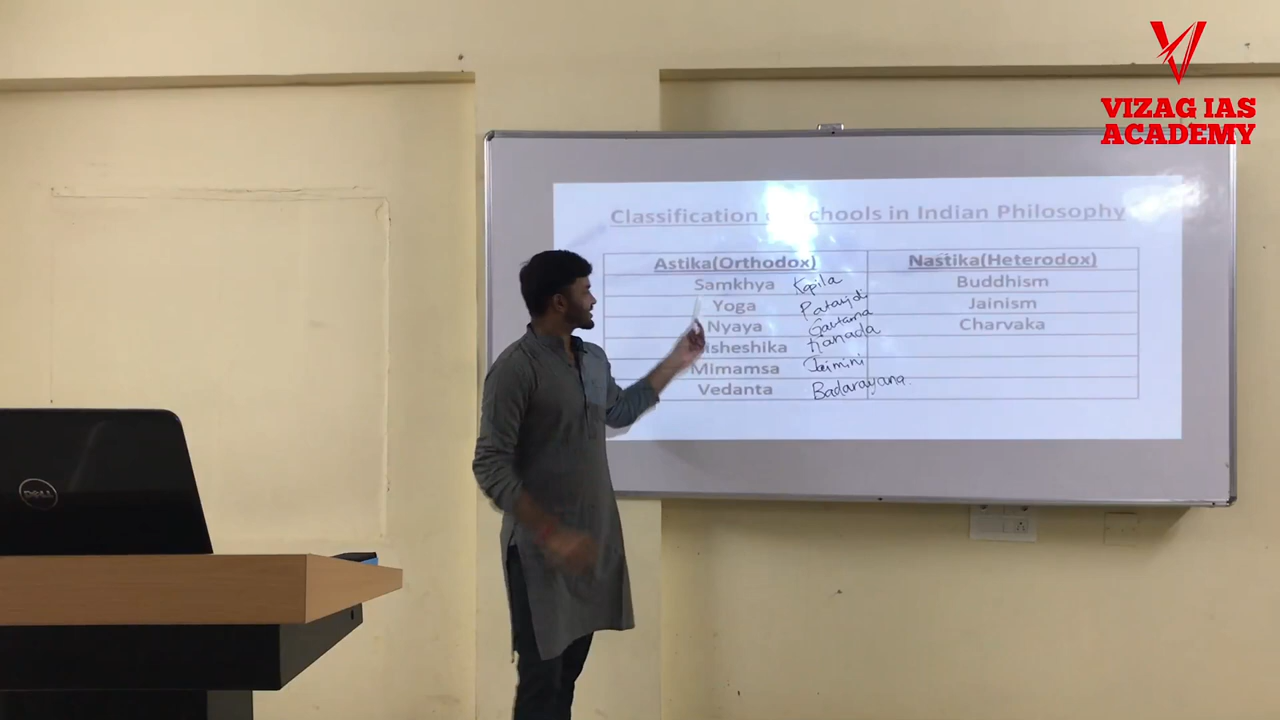 VIZAG IAS
ACADEMY
Classification Schools in Indian Philosophy
Astika(Orthodox) Nastika(Heterodox)
Samkhya Kapila Buddhism
Yoga Patanjali Jainism
Nyaya Gautama Charvaka
isheshika Kanada
Mimamsa Jaimini
Vedanta Badarayana.
DELL